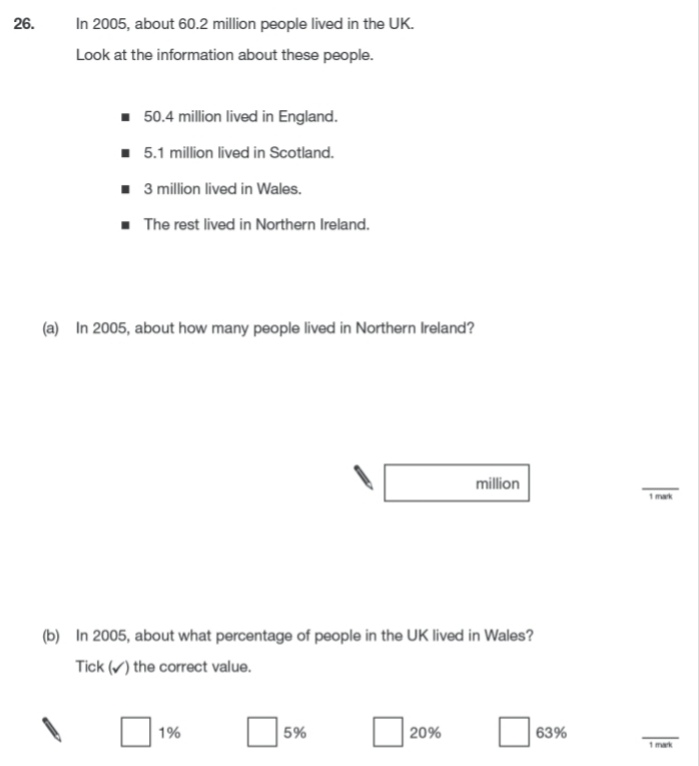 26. In 2005, about 60.2 million people lived in the UK.
Look at the information about these people.
■ 50.4 million lived in England.
■ 5.1 million lived in Scotland.
■ 3 million lived in Wales.
■ The rest lived in Northern Ireland.
(a) In 2005, about how many people lived in Northern Ireland?
million
1 mark
(b) In 2005, about what percentage of people in the UK lived in Wales?
Tick (✓) the correct value.
1% 5% 20% 63%
1 mark